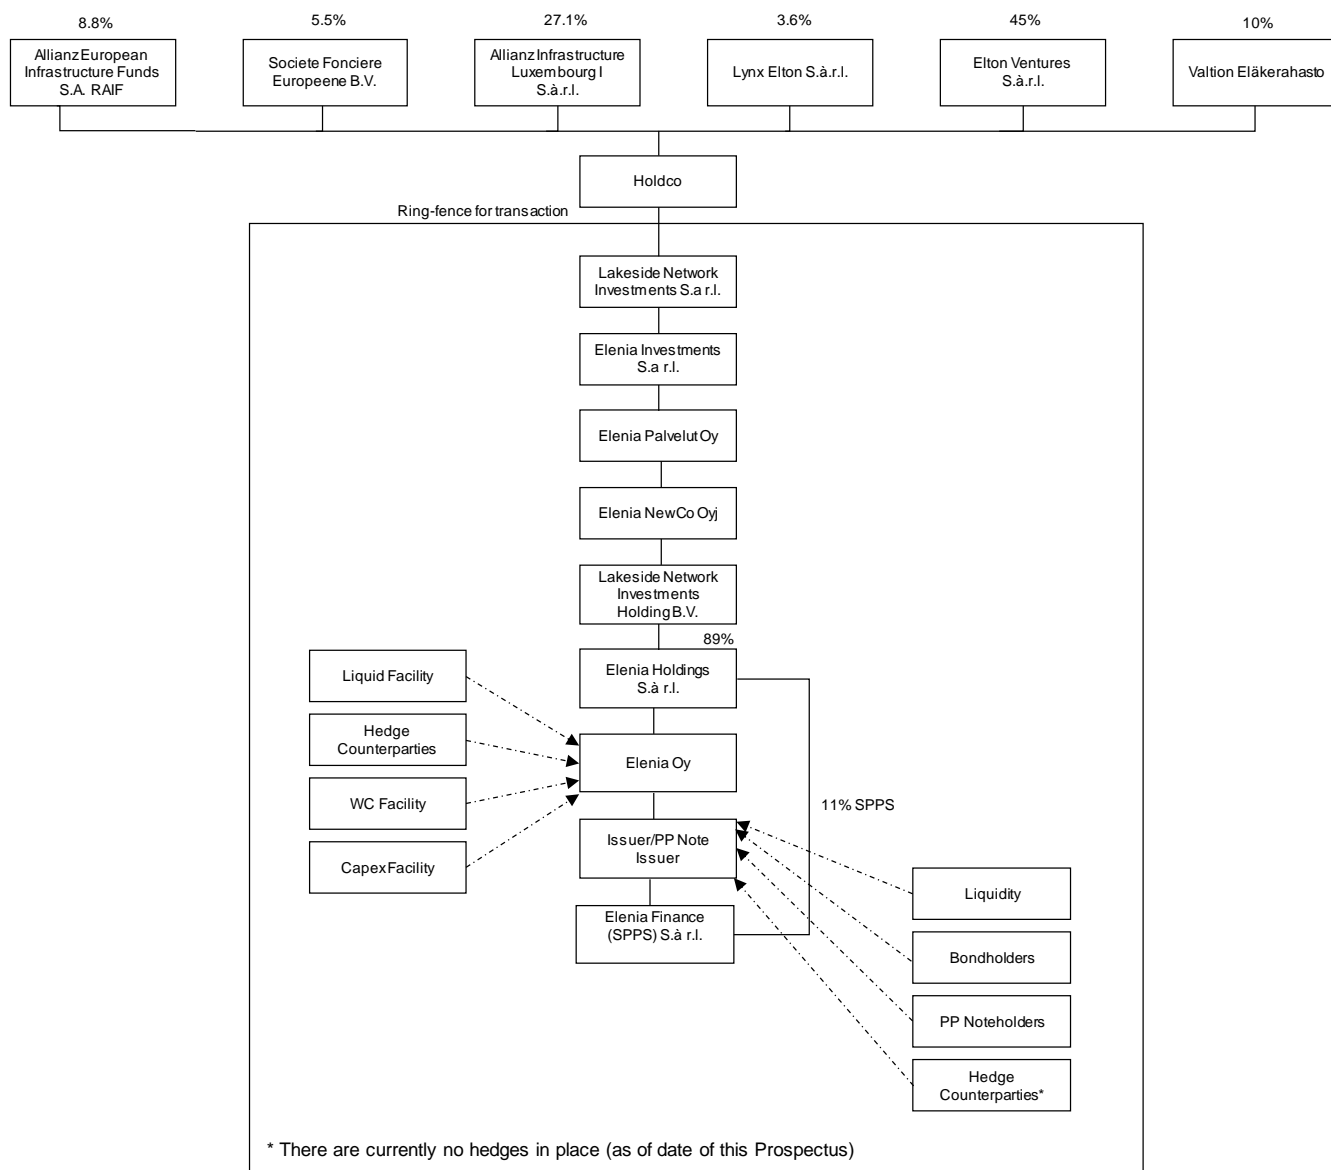 8.8%
5.5%
27.1%
3.6%
45%
10%
Allianz European
Infrastructure Funds
S.A. RAIF
Societe Fonciere
Europeene B.V.
Allianz Infrastructure
Luxembourg I
S.à.r.l.
Lynx Elton S.à.r.l.
Elton Ventures
S.à.r.l.
Valtion Eläkerahasto
Holdco
Ring-fence for transaction
Lakeside Network
Investments S.a r.l.
Elenia Investments
S.a r.l.
Elenia Palvelut Oy
Elenia NewCo Oyj
Lakeside Network
Investments
Holding B.V.
89%
Elenia Holdings
S.à r.l.
Liquid Facility
Hedge
Counterparties
Elenia Oy
WC Facility
11% SPPS
Issuer/PP Note
Issuer
Capex Facility
Liquidity
Elenia Finance
(SPPS) S.à r.l.
Bondholders
PP Noteholders
Hedge
Counterparties*
* There are currently no hedges in place (as of date of this Prospectus)